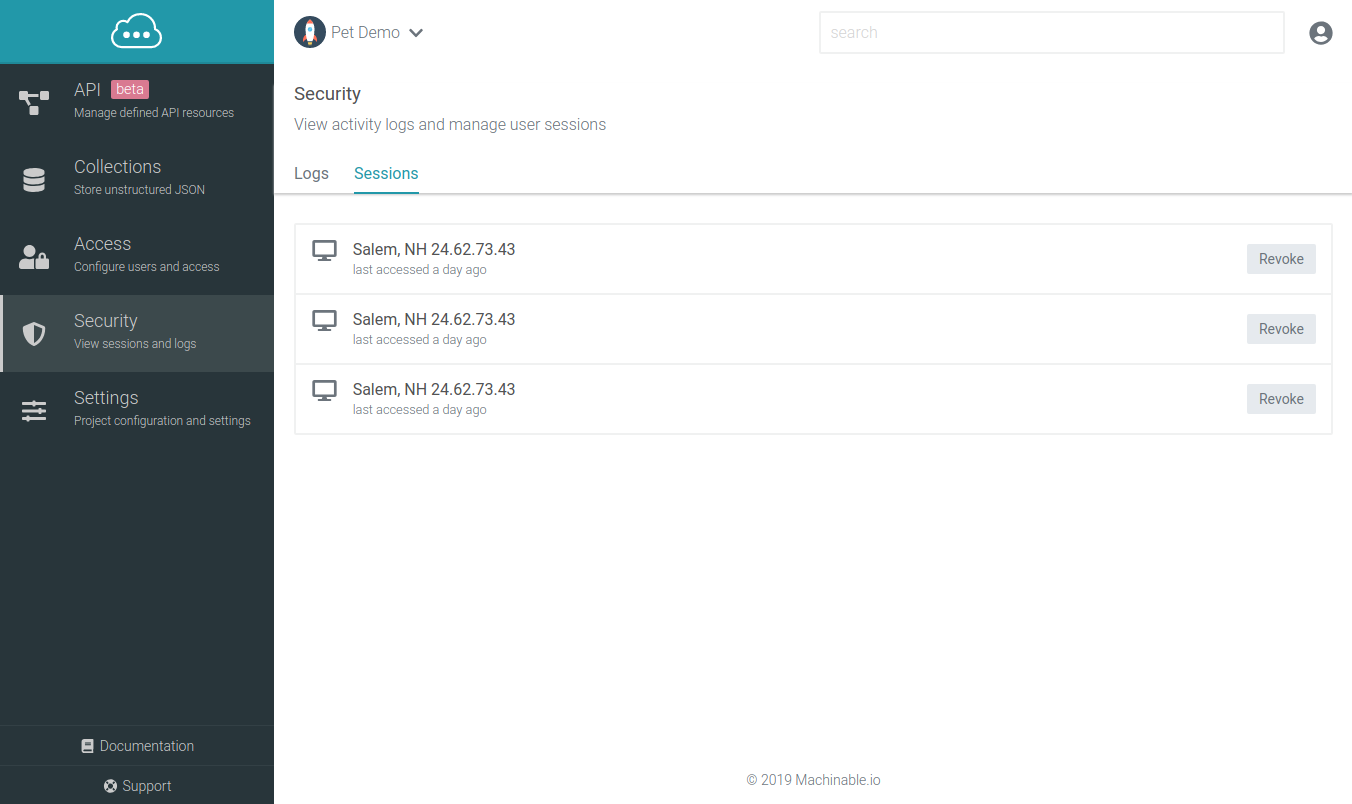 API beta
Manage defined API resources
Collections
Store unstructured JSON
Access
Configure users and access
Security
View sessions and logs
Settings
Project configuration and settings
Documentation
Support
Pet Demo
search
Security
View activity logs and manage user sessions
Logs Sessions
Salem, NH 24.62.73.43
last accessed a day ago
Revoke
Salem, NH 24.62.73.43
last accessed a day ago
Revoke
Salem, NH 24.62.73.43
last accessed a day ago
Revoke
© 2019 Machinable.io